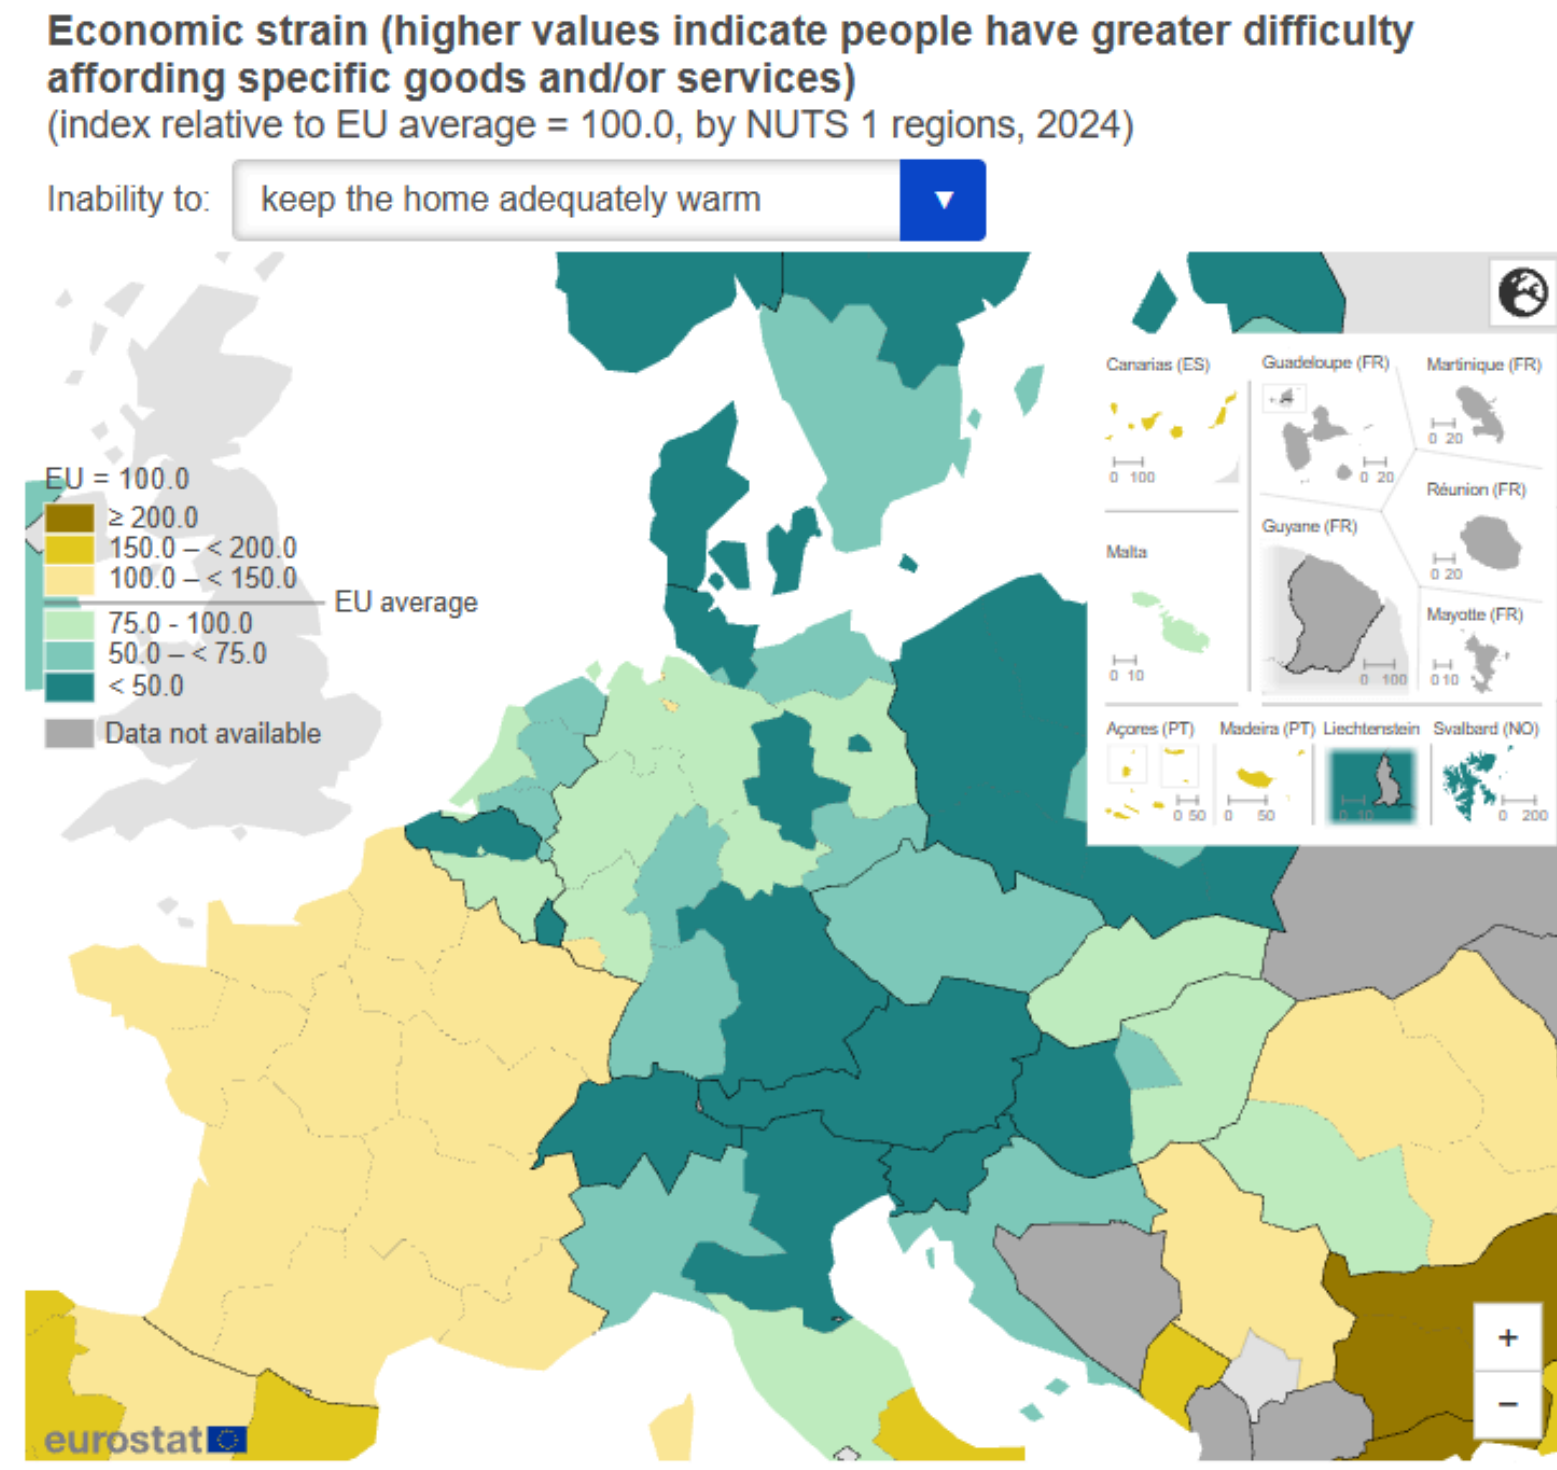 Economic strain (higher values indicate people have greater difficulty
affording specific goods and/or services)
(index relative to EU average = 100.0, by NUTS 1 regions, 2024)
Inability to: keep the home adequately warm
EU = 100.0
≥ 200.0
150.0 – < 200.0
100.0 – < 150.0
EU average
75.0 - 100.0
50.0 – < 75.0
< 50.0
Data not available
Canarias (ES)
0 100
Guadeloupe (FR)
0 20
Martinique (FR)
0 20
Réunion (FR)
0 20
Guyane (FR)
0 100
Malta
0 10
Mayotte (FR)
0 10
Açores (PT)
0 50
Madeira (PT)
0 50
Liechtenstein
0 10
Svalbard (NO)
0 200
+
−
eurostat